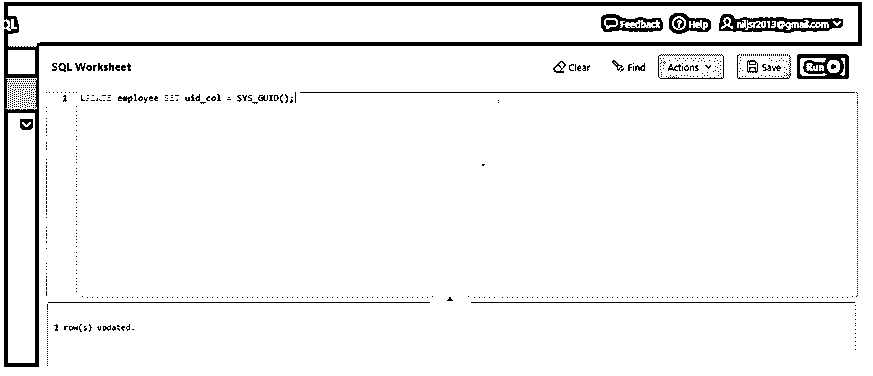 QL
Feedback Help niljsr2013@gmail.com
SQL Worksheet Clear Find Actions Save Run
1 UPDATE employee SET uid_col = SYS_GUID();
2 row(s) updated.